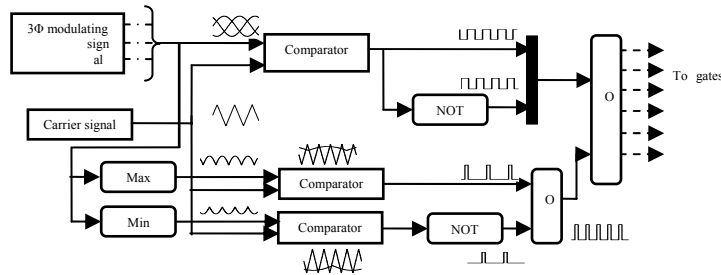 3Φ modulating
sign
al
Comparator
To gates
NOT
O
Carrier signal
Max
Comparator
O
Min
Comparator
NOT